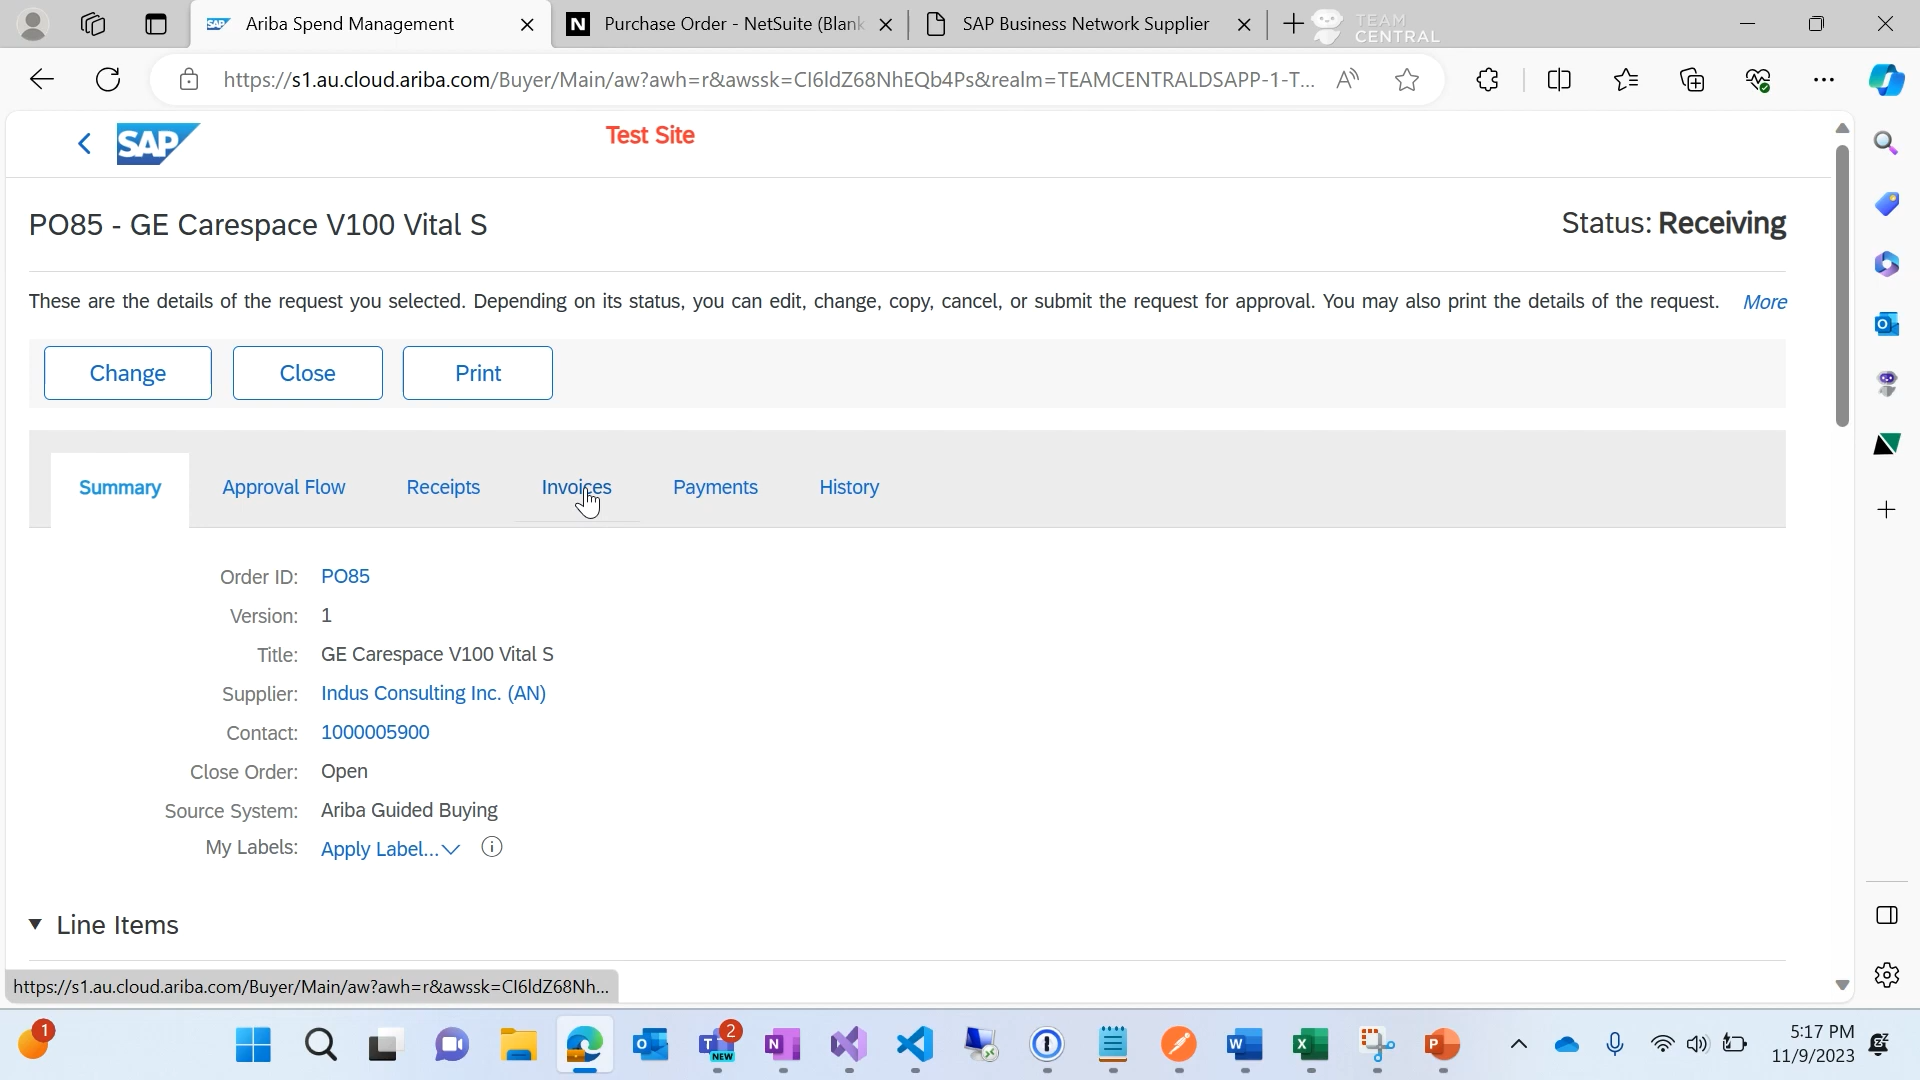 Ariba Spend Management
Purchase Order - NetSuite (Blank
SAP Business Network Supplier
TEAM
CENTRAL
https://s1.au.cloud.ariba.com/Buyer/Main/aw?awh=r&awssk=CI6ldZ68NhEQb4Ps&realm=TEAMCENTRALDSAPP-1-T...
SAP
Test Site
PO85 - GE Carespace V100 Vital S
Status: Receiving
These are the details of the request you selected. Depending on its status, you can edit, change, copy, cancel, or submit the request for approval. You may also print the details of the request. More
Change Close Print
Summary Approval Flow Receipts Invoices Payments History
Order ID: PO85
Version: 1
Title: GE Carespace V100 Vital S
Supplier: Indus Consulting Inc. (AN)
Contact: 1000005900
Close Order: Open
Source System: Ariba Guided Buying
My Labels: Apply Label...
Line Items
https://s1.au.cloud.ariba.com/Buyer/Main/aw?awh=r&awssk=CI6ldZ68Nh...
1
2
NEW
5:17 PM
11/9/2023